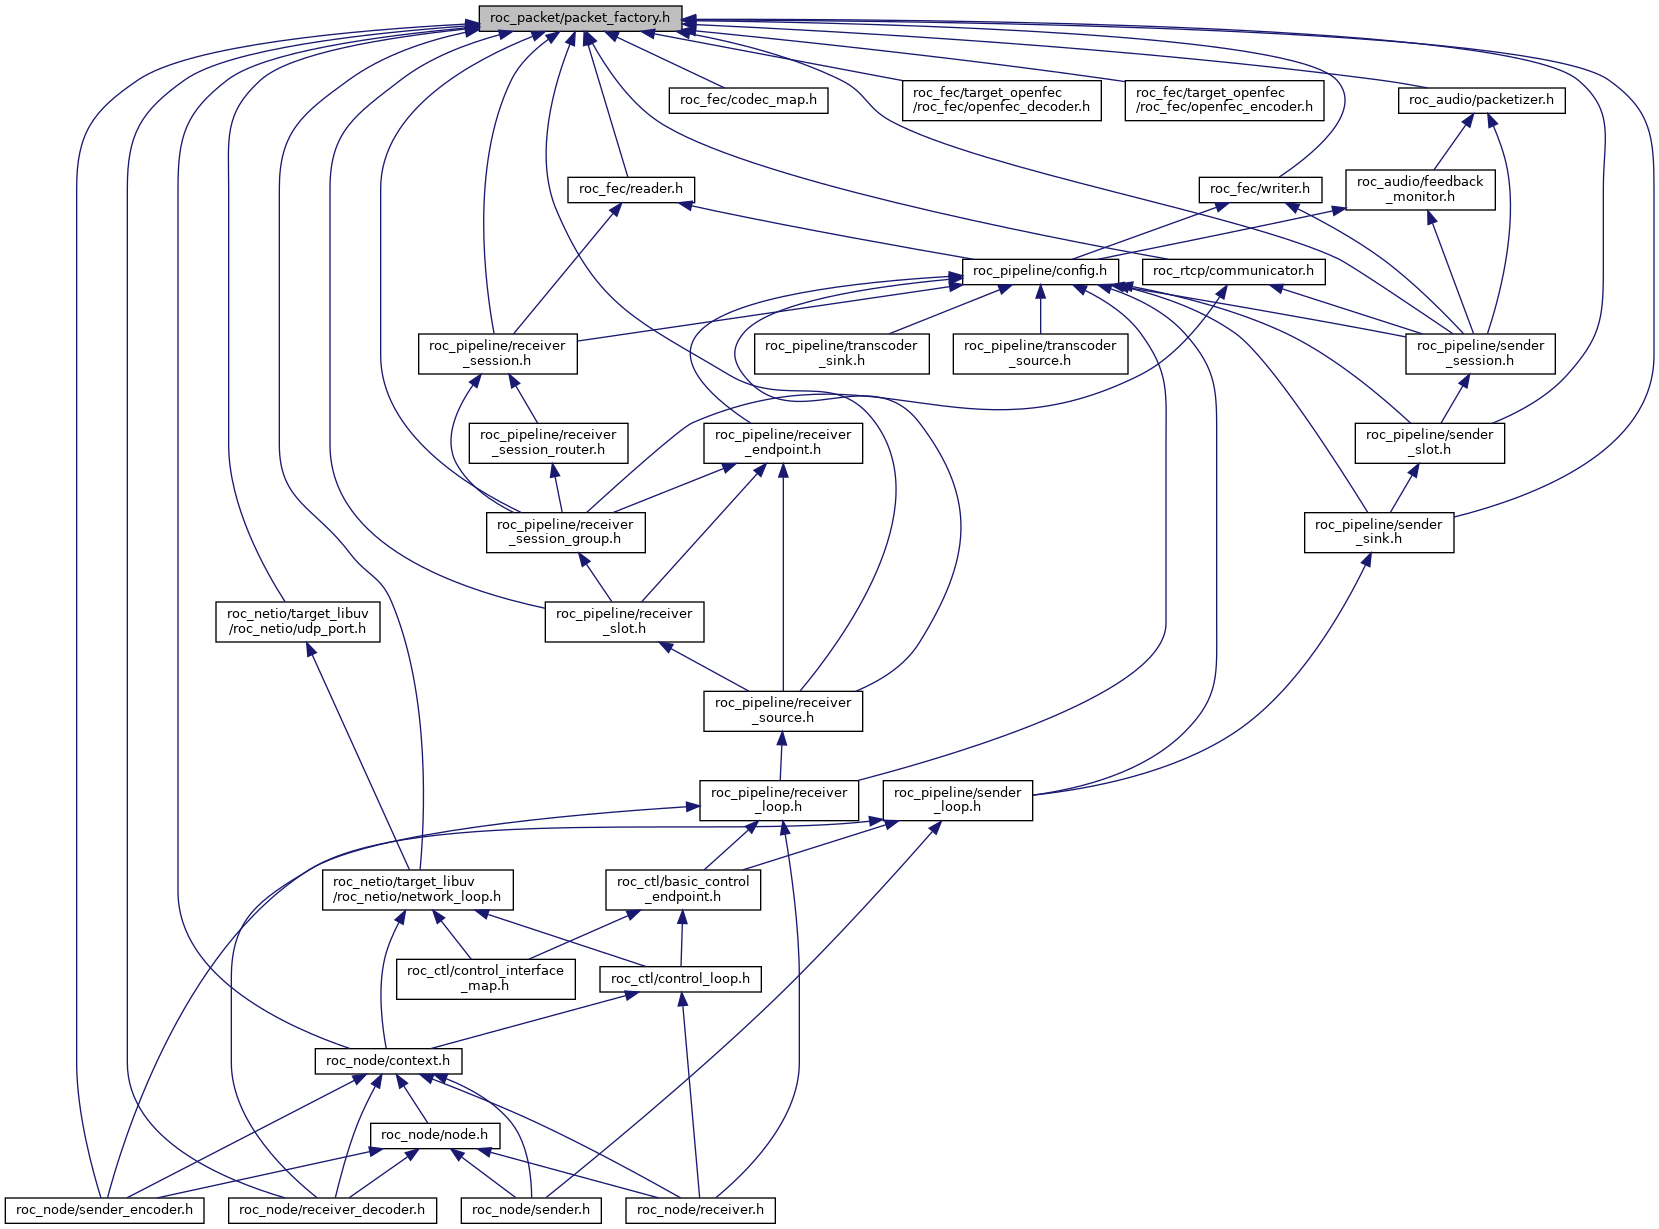 roc_packet/packet_factory.h
roc_fec/codec_map.h
roc_fec/target_openfec
/roc_fec/openfec_decoder.h
roc_fec/target_openfec
/roc_fec/openfec_encoder.h
roc_audio/packetizer.h
roc_fec/reader.h
roc_fec/writer.h
roc_audio/feedback
_monitor.h
roc_pipeline/config.h
roc_rtcp/communicator.h
roc_pipeline/receiver
_session.h
roc_pipeline/transcoder
_sink.h
roc_pipeline/transcoder
_source.h
roc_pipeline/sender
_session.h
roc_pipeline/receiver
_session_router.h
roc_pipeline/receiver
_endpoint.h
roc_pipeline/sender
_slot.h
roc_pipeline/receiver
_session_group.h
roc_pipeline/sender
_sink.h
roc_netio/target_libuv
/roc_netio/udp_port.h
roc_pipeline/receiver
_slot.h
roc_pipeline/receiver
_source.h
roc_pipeline/receiver
_loop.h
roc_pipeline/sender
_loop.h
roc_netio/target_libuv
/roc_netio/network_loop.h
roc_ctl/basic_control
_endpoint.h
roc_ctl/control_interface
_map.h
roc_ctl/control_loop.h
roc_node/context.h
roc_node/node.h
roc_node/sender_encoder.h
roc_node/receiver_decoder.h
roc_node/sender.h
roc_node/receiver.h